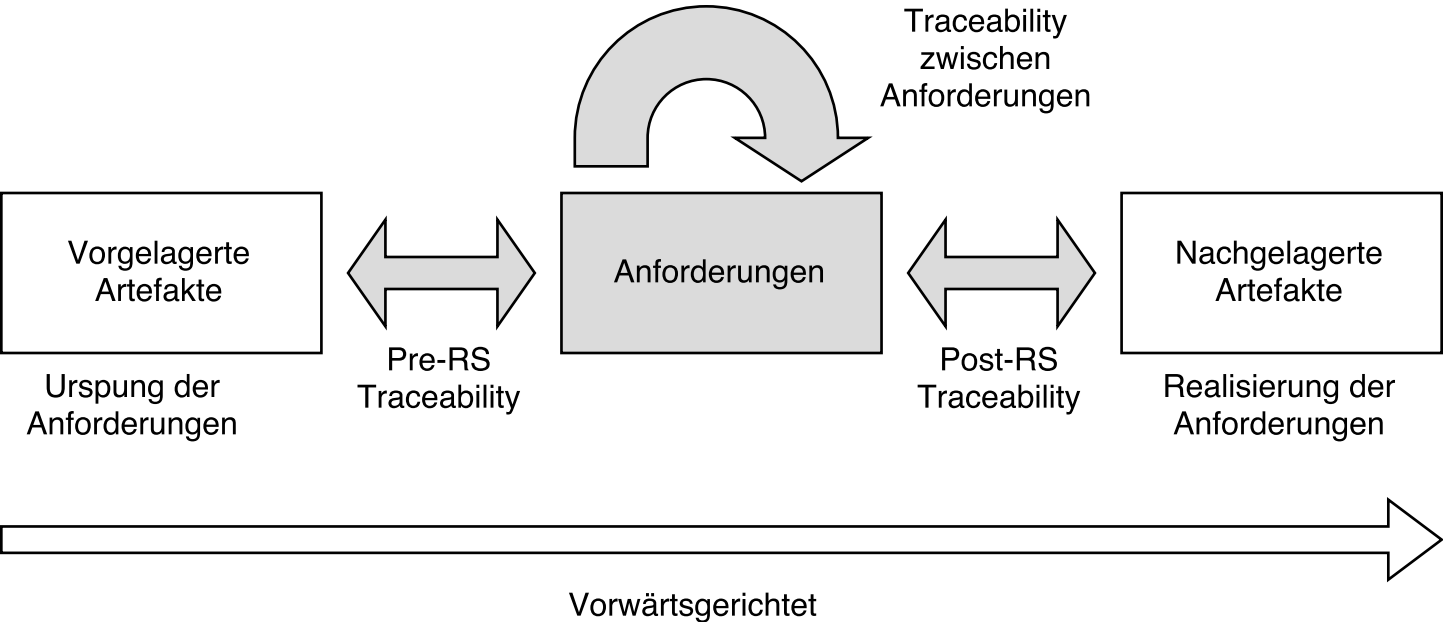 Traceability
zwischen
Anforderungen
Vorgelagerte
Artefakte
Anforderungen
Nachgelagerte
Artefakte
Urspung der
Anforderungen
Pre-RS
Traceability
Post-RS
Traceability
Realisierung der
Anforderungen
Vorwärtsgerichtet